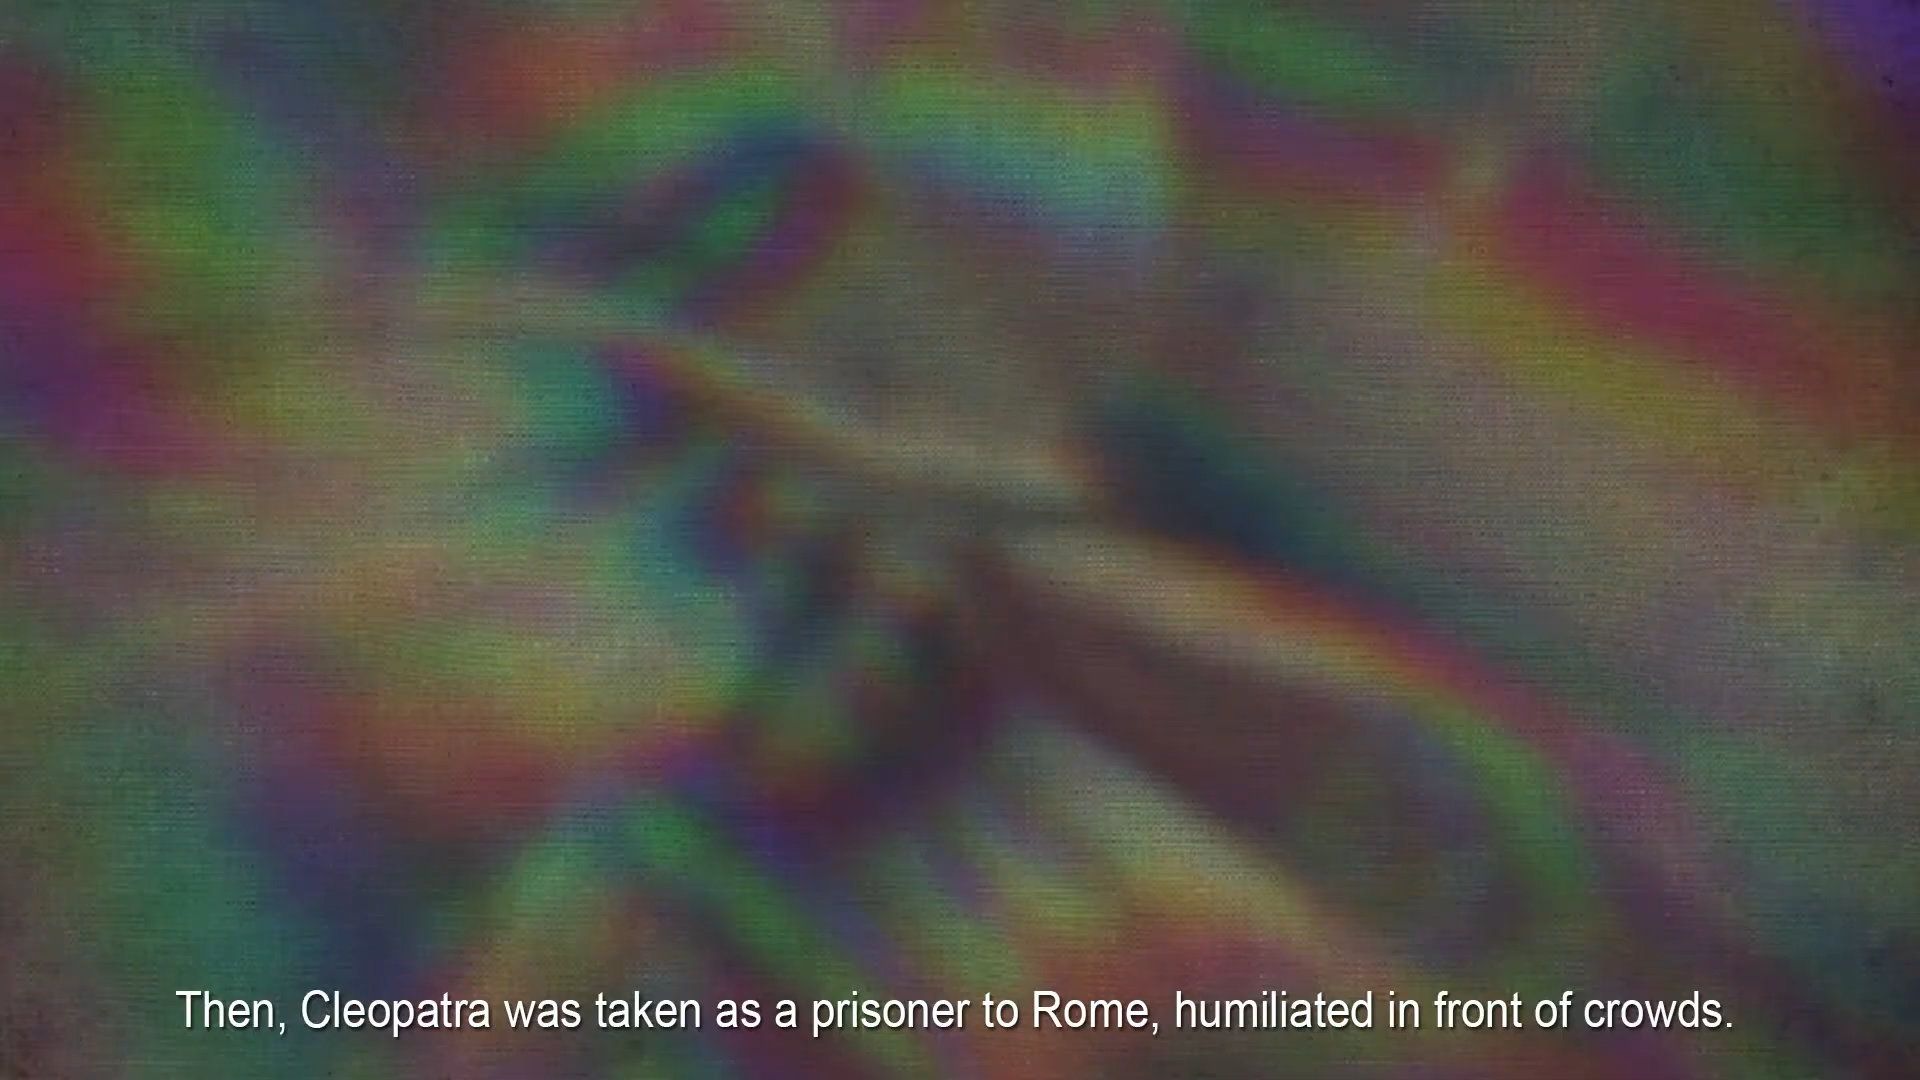 Then, Cleopatra was taken as a prisoner to Rome, humiliated in front of crowds.